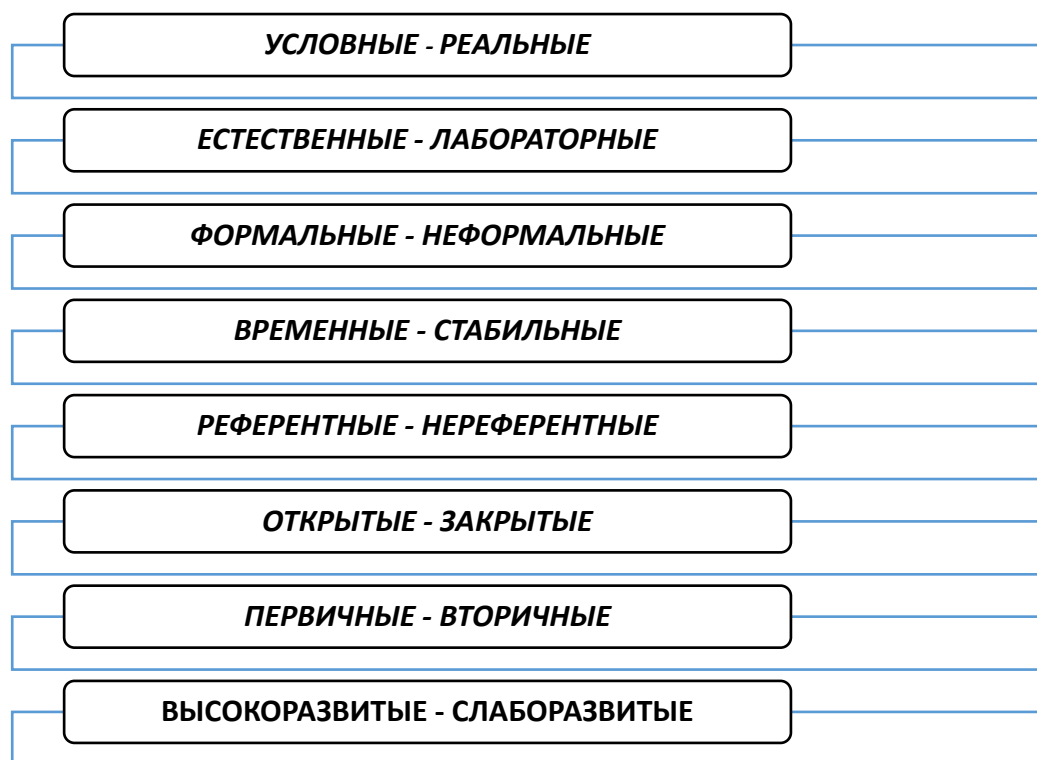 УСЛОВНЫЕ - РЕАЛЬНЫЕ
ЕСТЕСТВЕННЫЕ - ЛАБОРАТОРНЫЕ
ФОРМАЛЬНЫЕ - НЕФОРМАЛЬНЫЕ
ВРЕМЕННЫЕ - СТАБИЛЬНЫЕ
РЕФЕРЕНТНЫЕ - НЕРЕФЕРЕНТНЫЕ
ОТКРЫТЫЕ - ЗАКРЫТЫЕ
ПЕРВИЧНЫЕ - ВТОРИЧНЫЕ
ВЫСОКОРАЗВИТЫЕ - СЛАБОРАЗВИТЫЕ